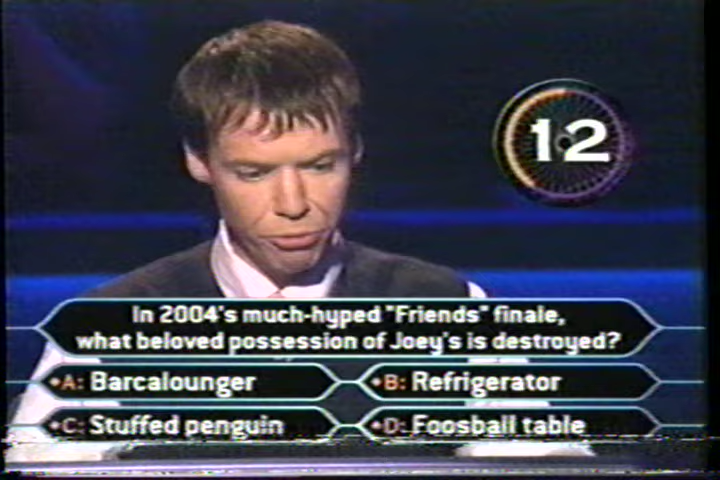 12
In 2004's much-hyped "Friends" finale,
what beloved possession of Joey's is destroyed?
•A: Barcalounger
•B: Refrigerator
•C: Stuffed penguin
•D: Foosball table